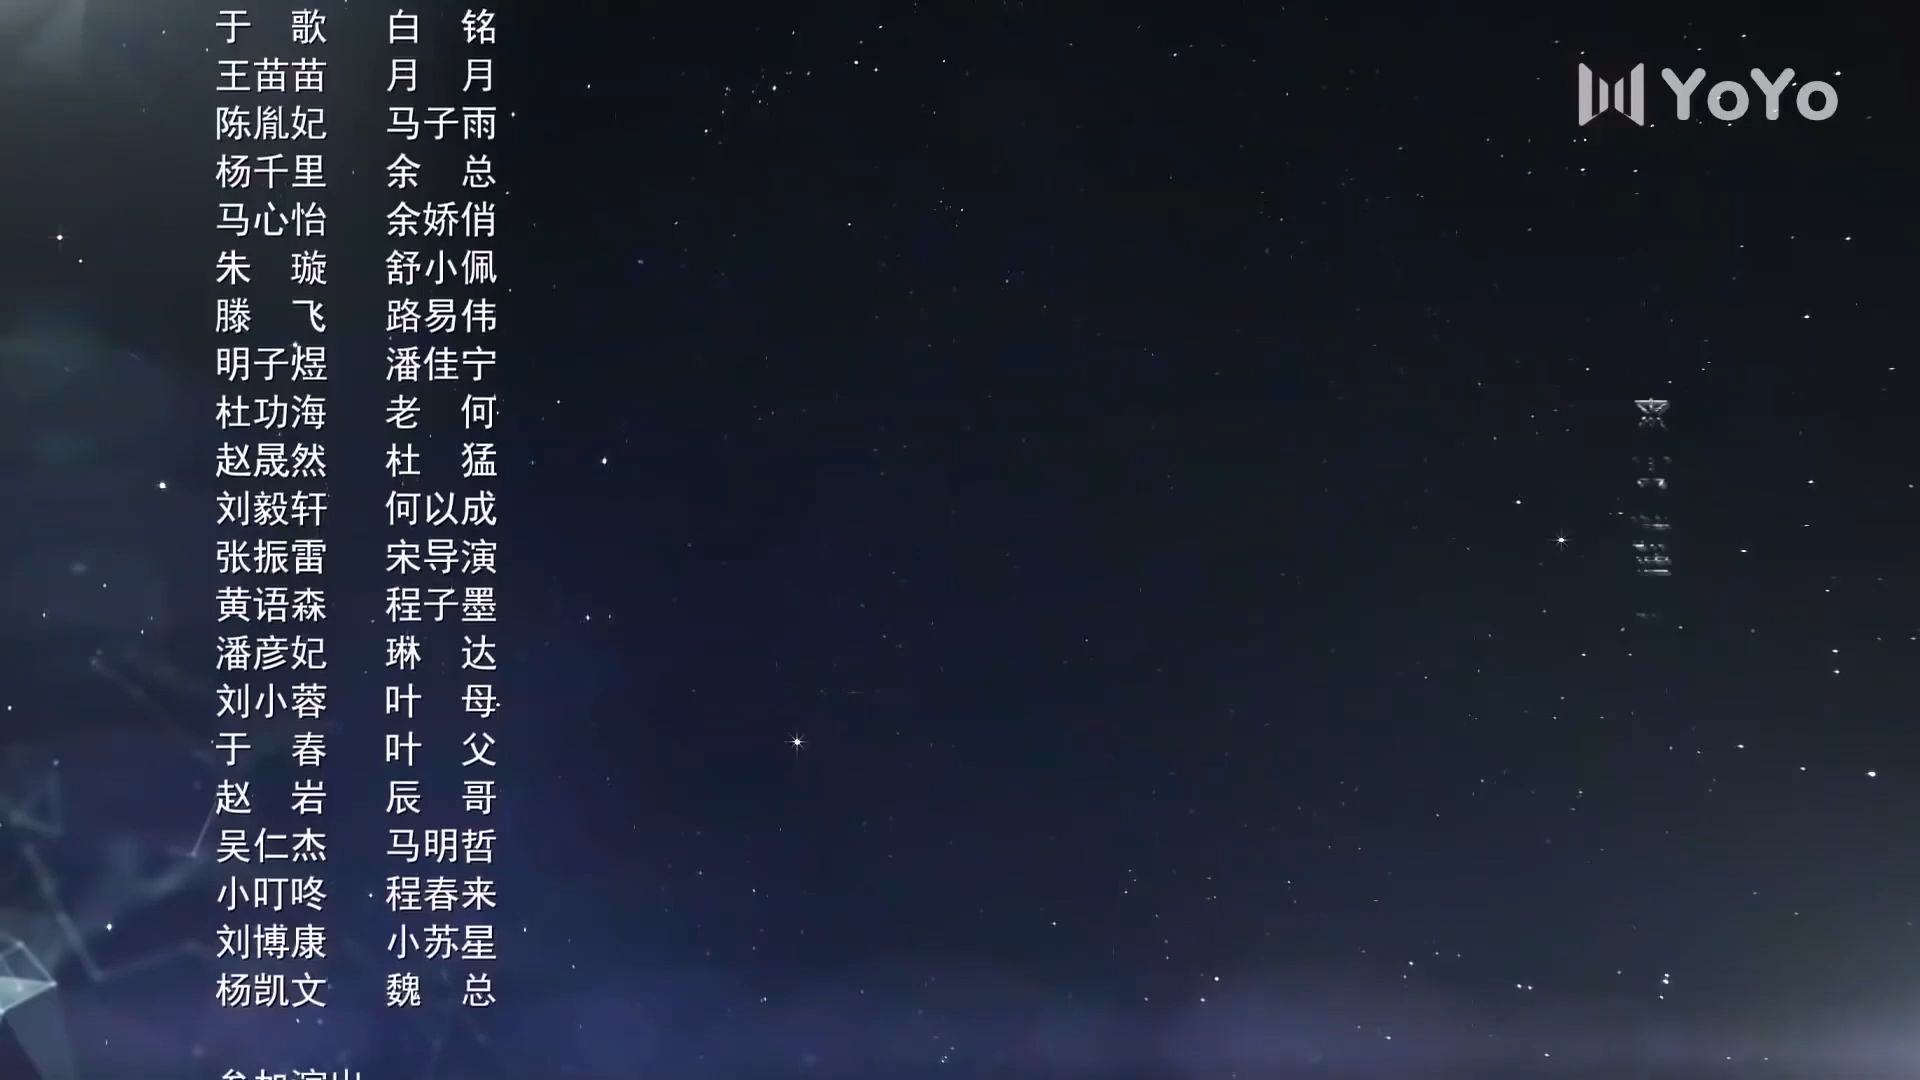 于 歌 白 铭
王苗苗 月 月
陈胤妃 马子雨
杨千里 余 总
马心怡 余娇俏
朱 璇 舒小佩
滕 飞 路易伟
明子煜 潘佳宁
杜功海 老 何
赵晟然 杜 猛
刘毅轩 何以成
张振雷 宋导演
黄语森 程子墨
潘彦妃 琳 达
刘小蓉 叶 母
于 春 叶 父
赵 岩 辰 哥
吴仁杰 马明哲
小叮咚 程春来
刘博康 小苏星
杨凯文 魏 总
参加演出
YoYo